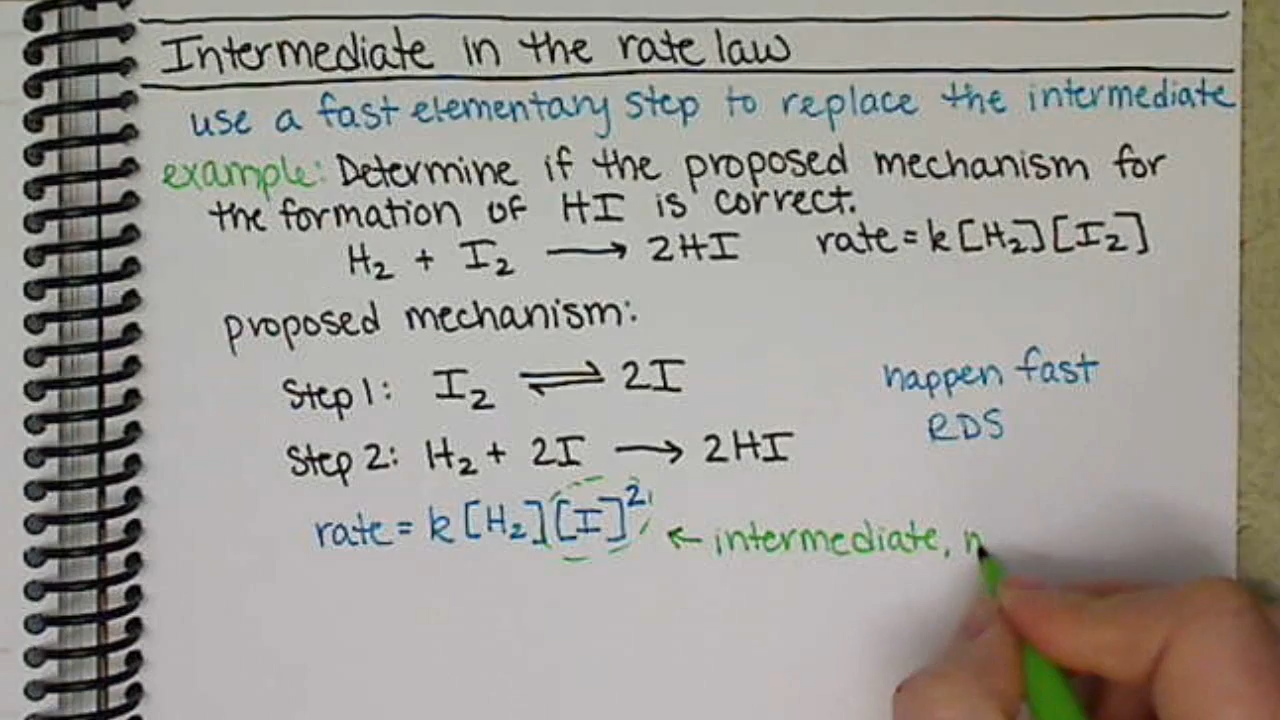 Intermediate in the rate law
use a fast elementary step to replace the intermediate
example: Determine if the proposed mechanism for
the formation of HI is correct.
H₂ + I₂ ⟶ 2HI rate = k[H₂][I₂]
proposed mechanism:
Step 1: I₂ ⇌ 2I happen fast
Step 2: H₂ + 2I ⟶ 2HI RDS
rate = k[H₂][I]² ← intermediate, n